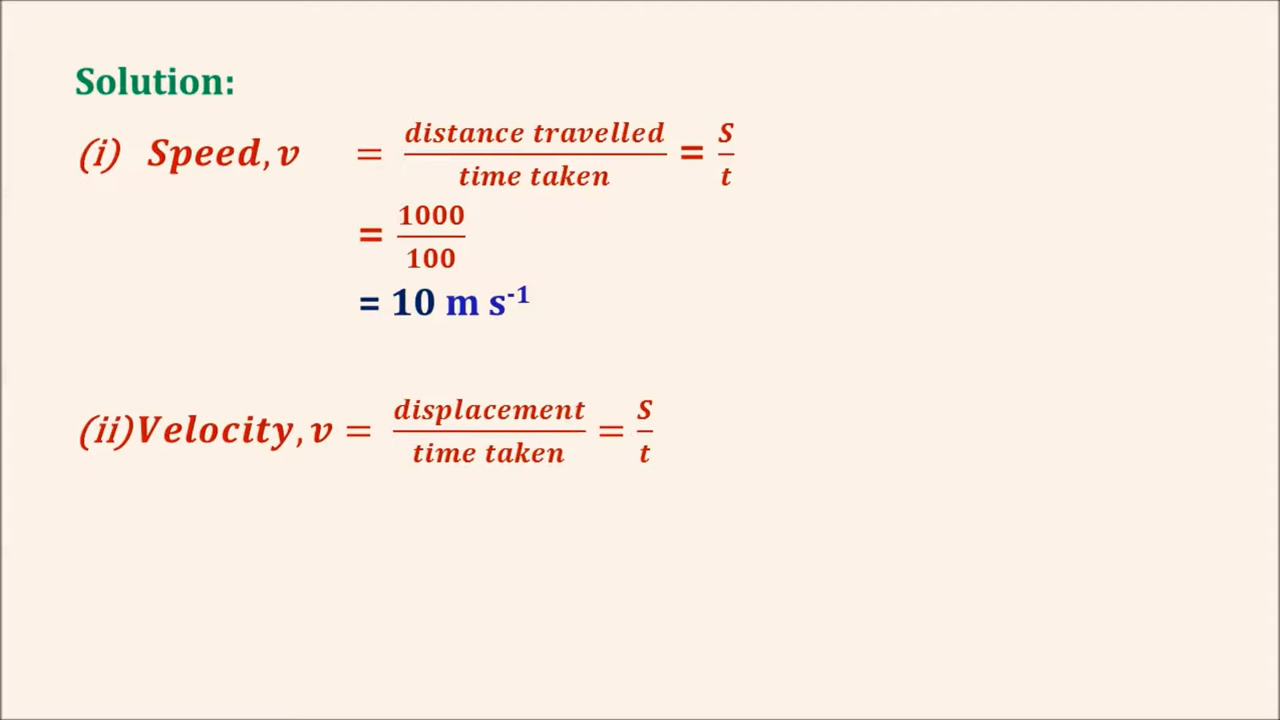 Solution:
(i) Speed, v = distance travelled / time taken = S / t
= 1000 / 100
= 10 m s⁻¹
(ii)Velocity, v = displacement / time taken = S / t